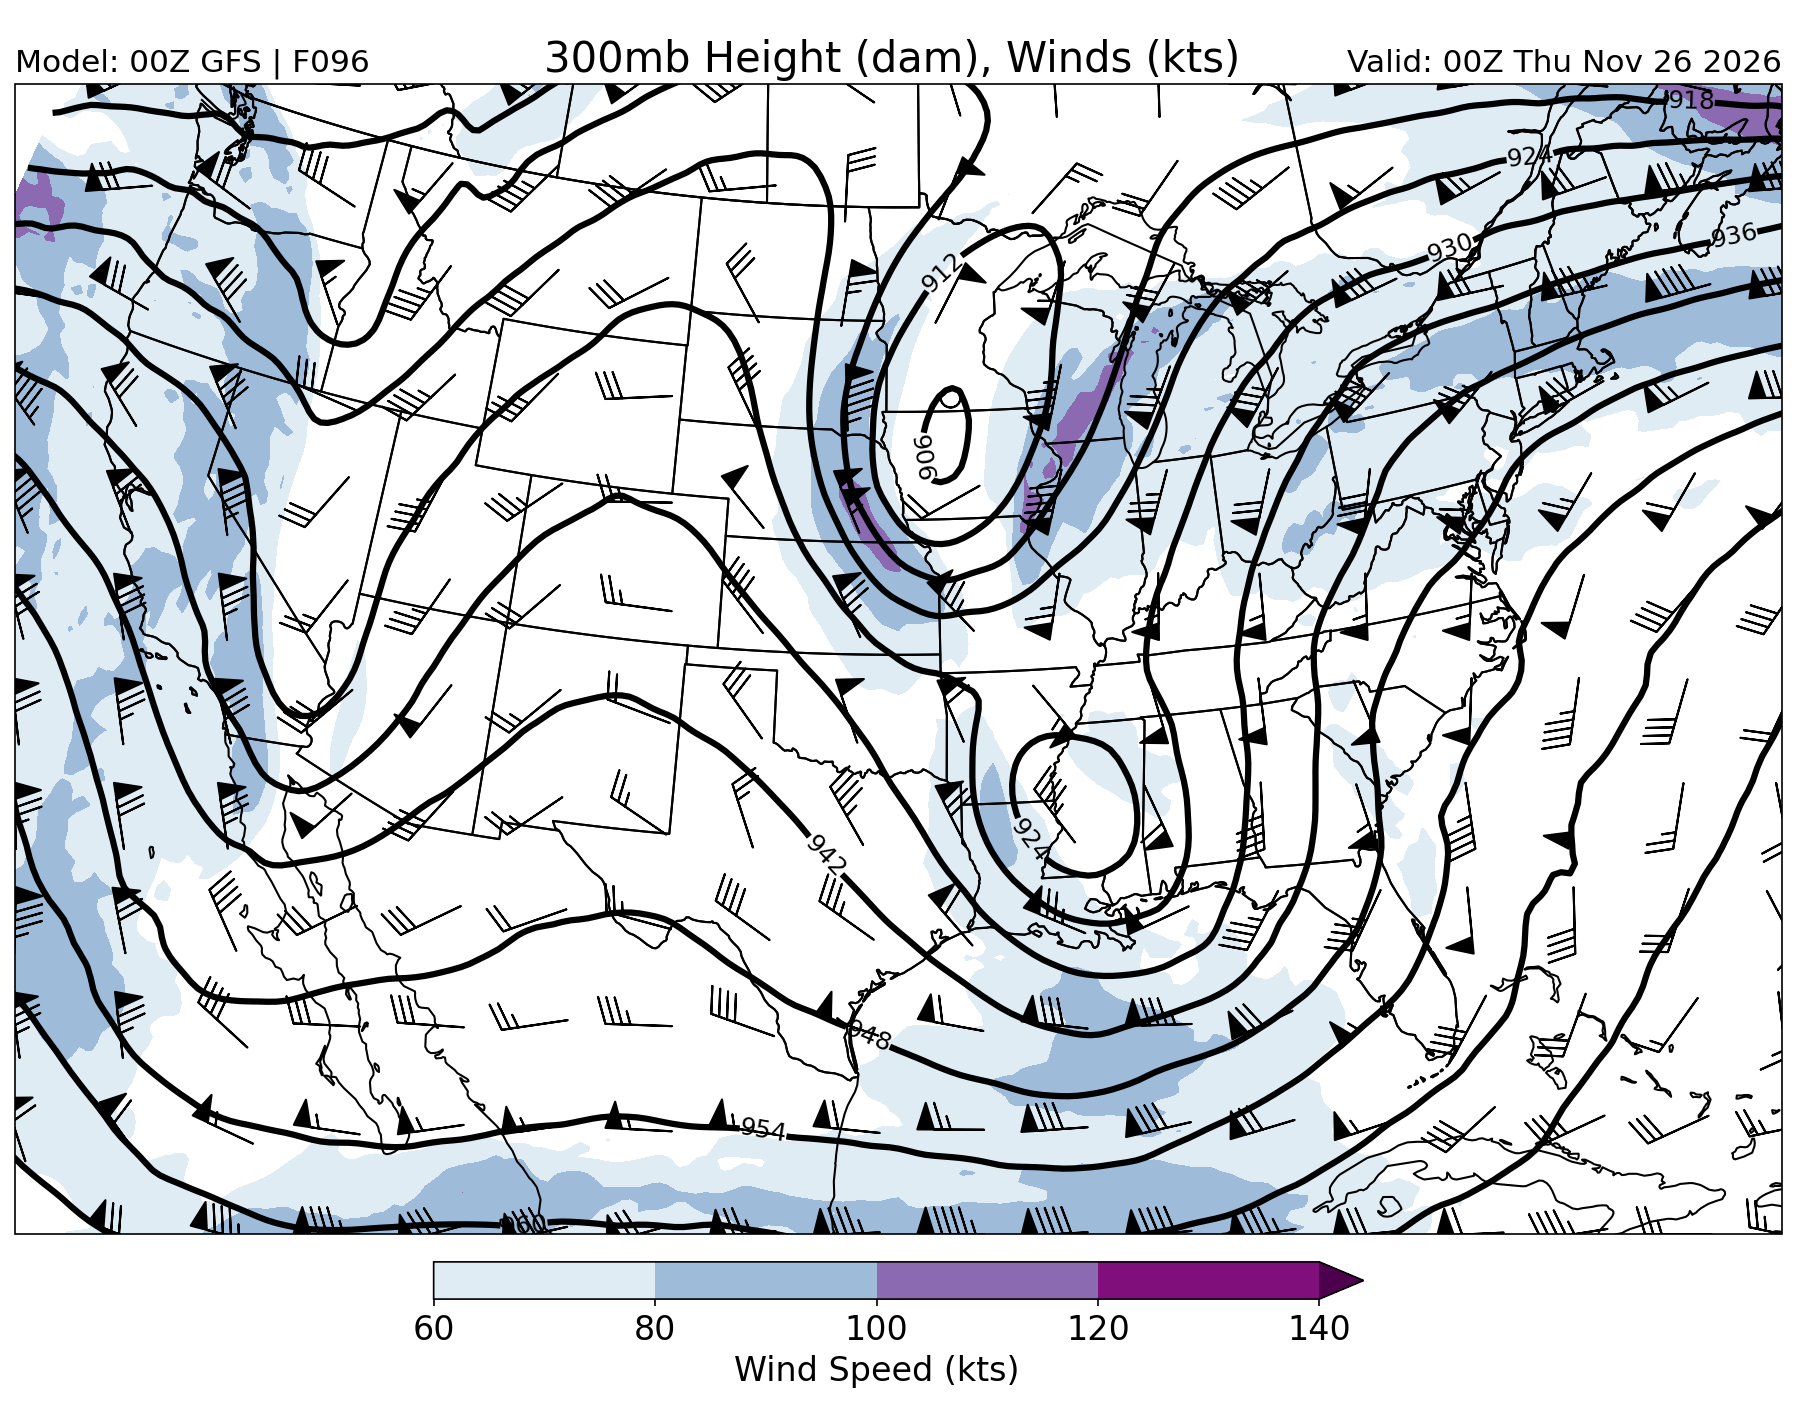 Model: 00Z GFS | F096
300mb Height (dam), Winds (kts)
Valid: 00Z Thu Nov 26 2026
918
924
930
936
912
906
924
942
948
954
960
60 80 100 120 140
Wind Speed (kts)